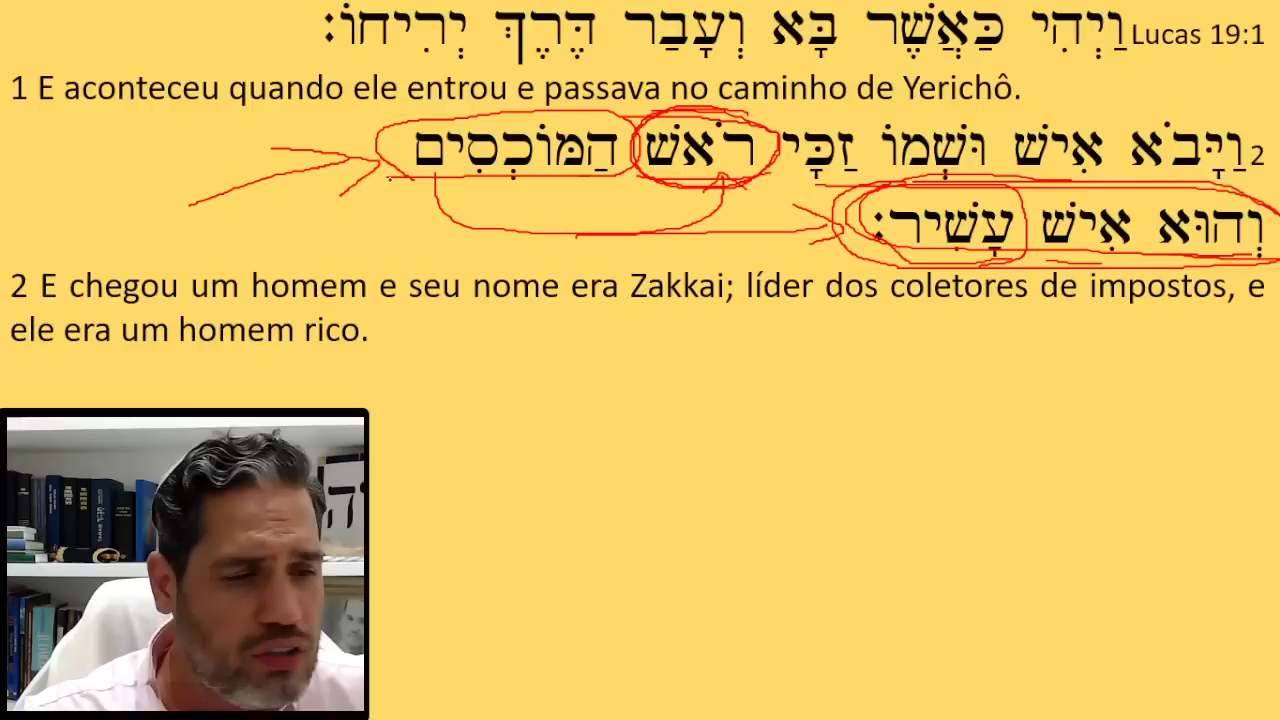 Lucas 19:1 וַיְהִי כַּאֲשֶׁר בָּא וְעָבַר דֶּרֶךְ יְרִיחוֹ׃
1 E aconteceu quando ele entrou e passava no caminho de Yerichô.
2 וַיָּבֹא אִישׁ וּשְׁמוֹ זַכָּי רֹאשׁ הַמּוֹכְסִים
וְהוּא אִישׁ עָשִׁיר׃
2 E chegou um homem e seu nome era Zakkai; líder dos coletores de impostos, e
ele era um homem rico.